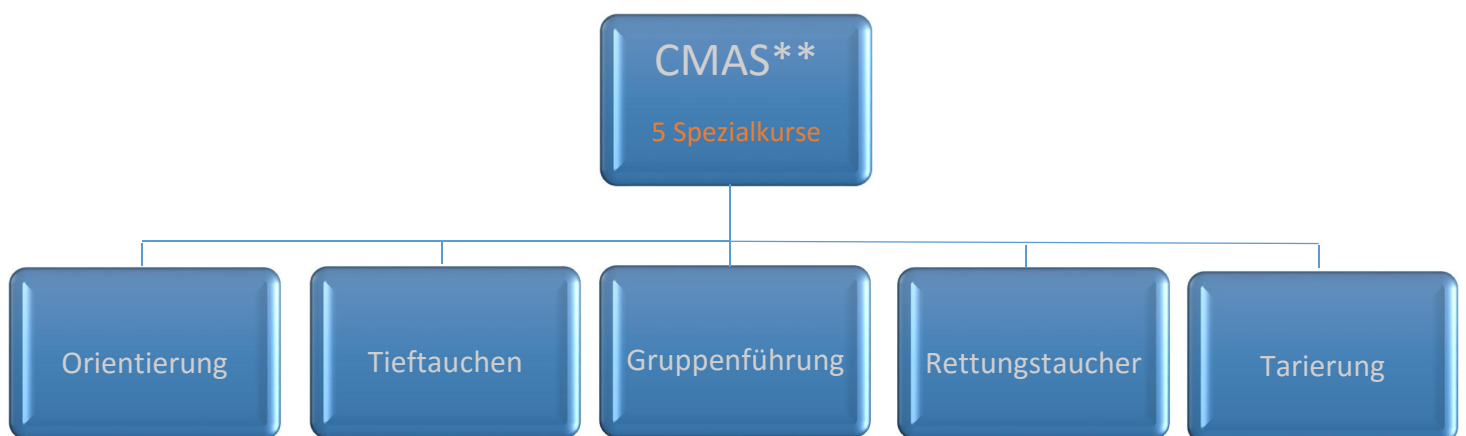 CMAS**
5 Spezialkurse
Orientierung
Tieftauchen
Gruppenführung
Rettungstaucher
Tarierung